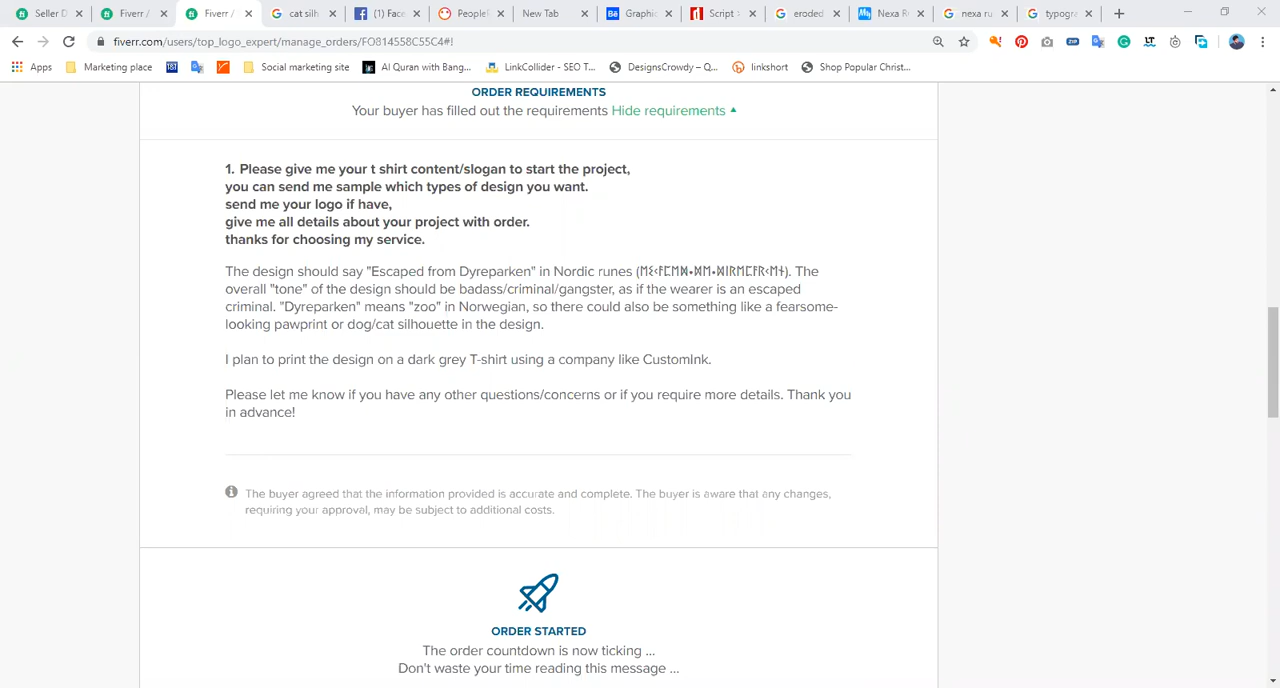 Seller D
Fiverr /
Fiverr /
cat silh
(1) Face
People
New Tab
Graphic
Script
eroded
Nexa R
nexa ru
typogra
fiverr.com/users/top_logo_expert/manage_orders/FO814558C55C4#!
Apps
Marketing place
Social marketing site
Al Quran with Bang...
LinkCollider - SEO T...
DesignsCrowdy – Q...
linkshort
Shop Popular Christ...
ORDER REQUIREMENTS
Your buyer has filled out the requirements Hide requirements
1. Please give me your t shirt content/slogan to start the project,
you can send me sample which types of design you want.
send me your logo if have,
give me all details about your project with order.
thanks for choosing my service.
The design should say "Escaped from Dyreparken" in Nordic runes (). The
overall "tone" of the design should be badass/criminal/gangster, as if the wearer is an escaped
criminal. "Dyreparken" means "zoo" in Norwegian, so there could also be something like a fearsome-
looking pawprint or dog/cat silhouette in the design.
I plan to print the design on a dark grey T-shirt using a company like CustomInk.
Please let me know if you have any other questions/concerns or if you require more details. Thank you
in advance!
The buyer agreed that the information provided is accurate and complete. The buyer is aware that any changes,
requiring your approval, may be subject to additional costs.
ORDER STARTED
The order countdown is now ticking ...
Don't waste your time reading this message ...